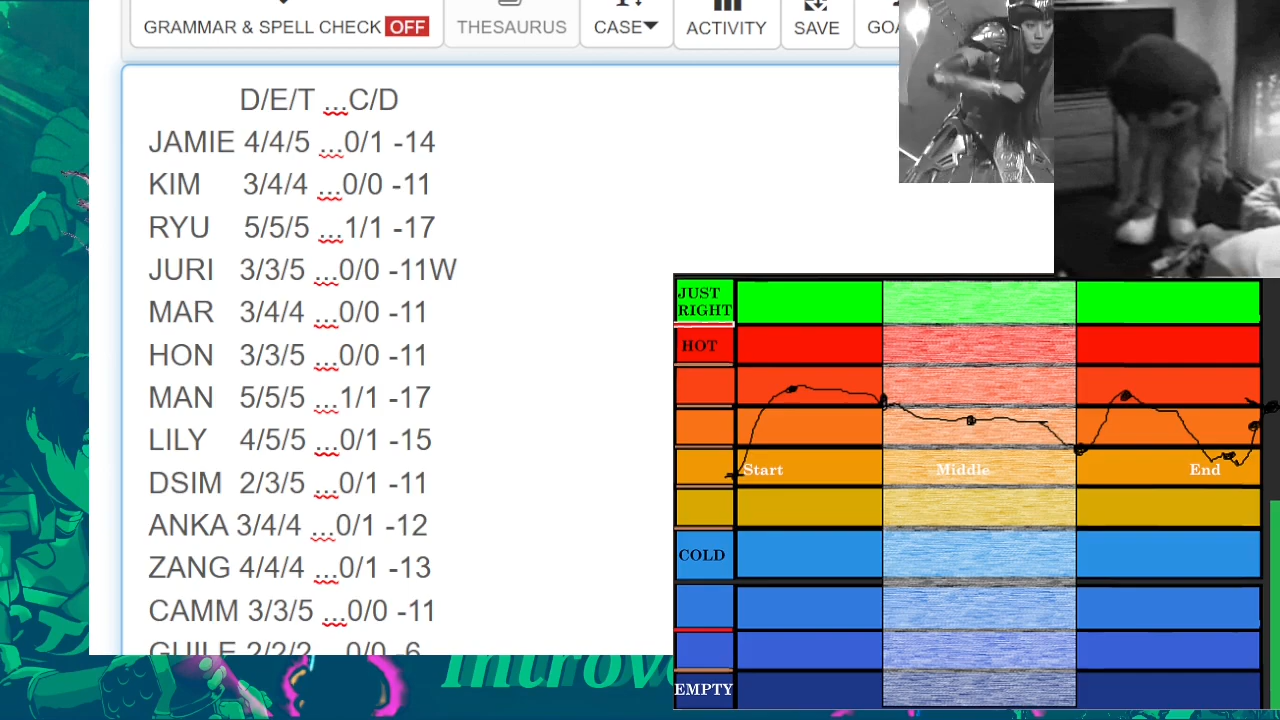 GRAMMAR & SPELL CHECK OFF THESAURUS CASE ACTIVITY SAVE
D/E/T ...C/D
JAMIE 4/4/5 ...0/1 -14
KIM 3/4/4 ...0/0 -11
RYU 5/5/5 ...1/1 -17
JURI 3/3/5 ...0/0 -11W
MAR 3/4/4 ...0/0 -11
HON 3/3/5 ...0/0 -11
MAN 5/5/5 ...1/1 -17
LILY 4/5/5 ...0/1 -15
DSIM 2/3/5 ...0/1 -11
ANKA 3/4/4 ...0/1 -12
ZANG 4/4/4 ...0/1 -13
CAMM 3/3/5 ...0/0 -11
JUST
RIGHT
HOT
Start Middle End
COLD
EMPTY